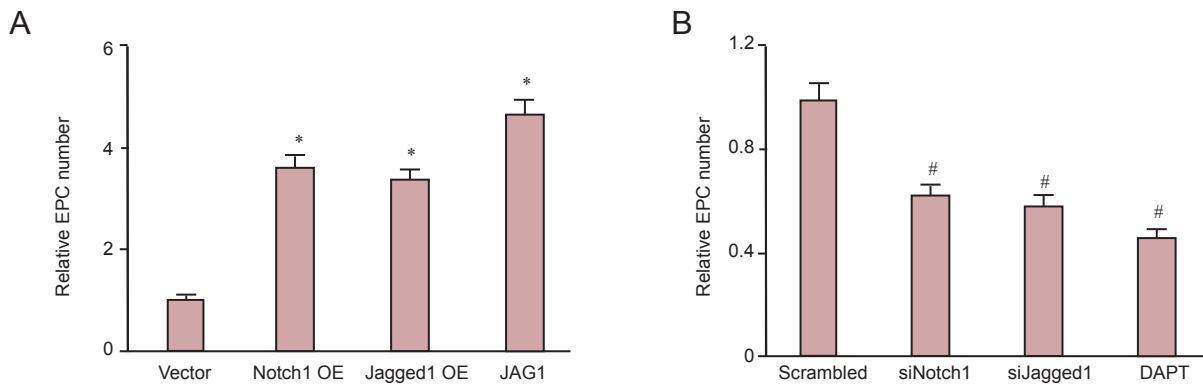 A
Relative EPC number
6
4
2
0
*
*
*
Vector
Notch1 OE
Jagged1 OE
JAG1
B
Relative EPC number
1.2
0.8
0.4
0
#
#
#
Scrambled
siNotch1
siJagged1
DAPT